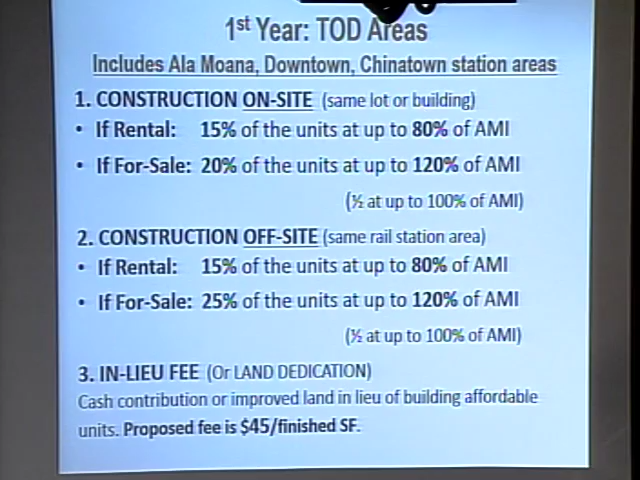 1st Year: TOD Areas
Includes Ala Moana, Downtown, Chinatown station areas
1. CONSTRUCTION ON-SITE (same lot or building)
• If Rental: 15% of the units at up to 80% of AMI
• If For-Sale: 20% of the units at up to 120% of AMI
(½ at up to 100% of AMI)
2. CONSTRUCTION OFF-SITE (same rail station area)
• If Rental: 15% of the units at up to 80% of AMI
• If For-Sale: 25% of the units at up to 120% of AMI
(½ at up to 100% of AMI)
3. IN-LIEU FEE (Or LAND DEDICATION)
Cash contribution or improved land in lieu of building affordable
units. Proposed fee is $45/finished SF.